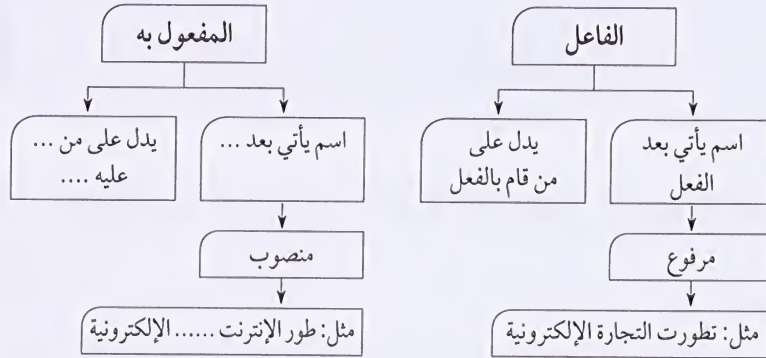 الفاعل
اسم يأتي بعد
الفعل
يدل على
من قام بالفعل
مرفوع
مثل: تطورت التجارة الإلكترونية
المفعول به
اسم يأتي بعد ...
يدل على من ...
عليه ....
منصوب
مثل: طور الإنترنت ...... الإلكترونية